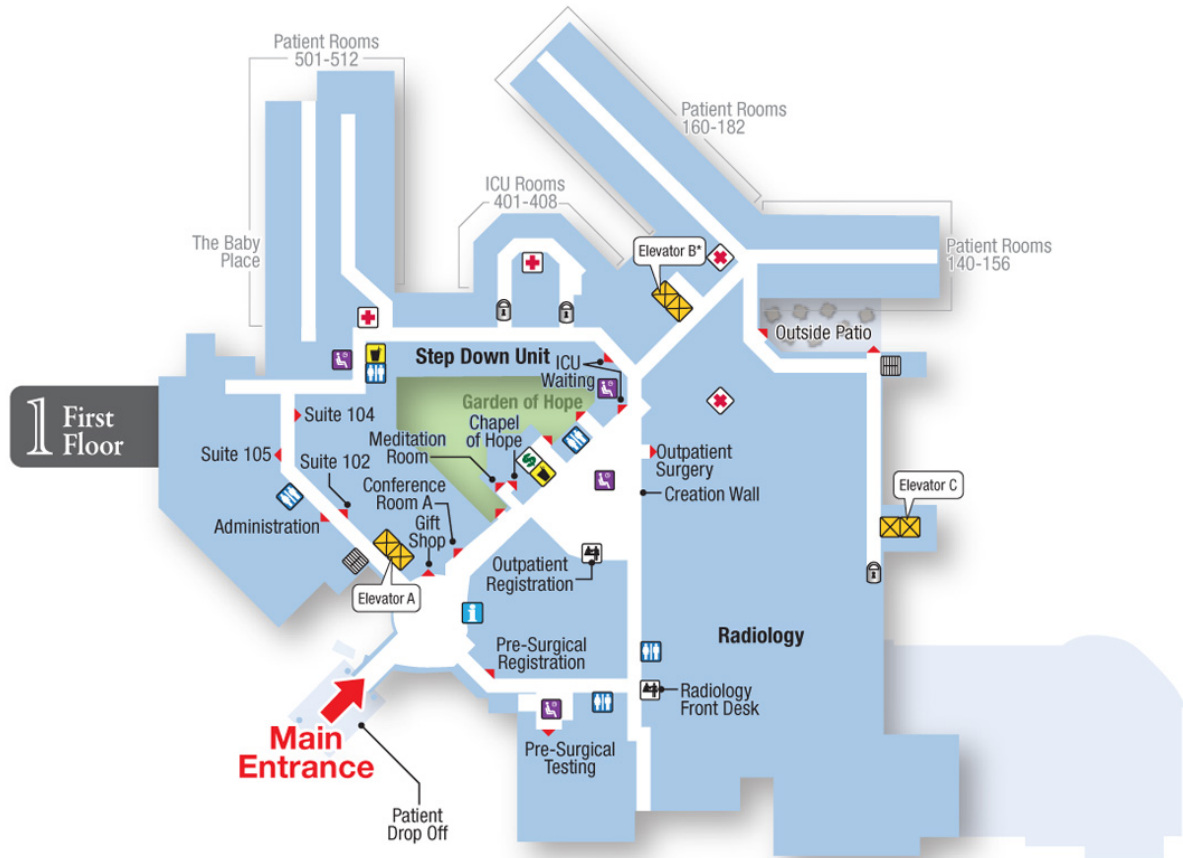 Patient Rooms
501-512
Patient Rooms
160-182
ICU Rooms
401-408
The Baby
Place
Elevator B*
Patient Rooms
140-156
Outside Patio
Step Down Unit
ICU
Waiting
1 First
Floor
Garden of Hope
Suite 104
Chapel
of Hope
Meditation
Room
Suite 105
Suite 102
$
Outpatient
Surgery
Creation Wall
Conference
Room A
Elevator C
Administration
Gift
Shop
Outpatient
Registration
Elevator A
i
Radiology
Pre-Surgical
Registration
Radiology
Front Desk
Main
Entrance
Pre-Surgical
Testing
Patient
Drop Off